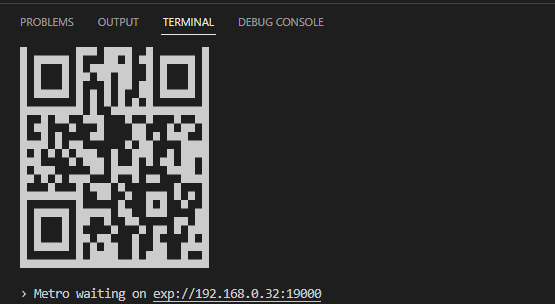 PROBLEMS OUTPUT TERMINAL DEBUG CONSOLE
› Metro waiting on exp://192.168.0.32:19000